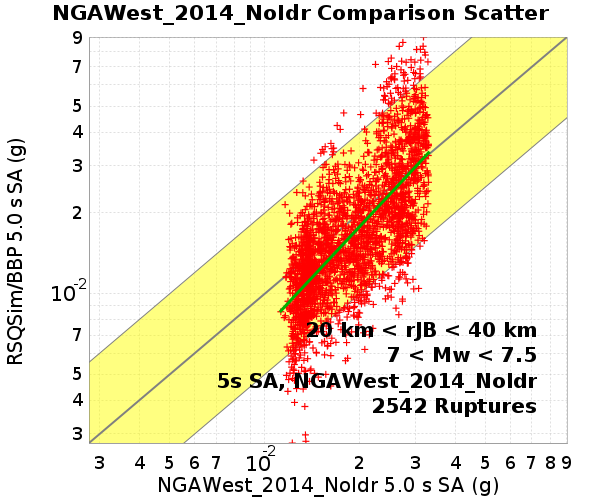 NGAWest_2014_NoIdr Comparison Scatter
RSQSim/BBP 5.0 s SA (g)
9
7
5
4
3
2
10-2
7
5
4
3
20 km < rJB < 40 km
7 < Mw < 7.5
5s SA, NGAWest_2014_NoIdr
2542 Ruptures
3 4 5 6 7 10-2 2 3 4 5 6 7 8 9
NGAWest_2014_NoIdr 5.0 s SA (g)